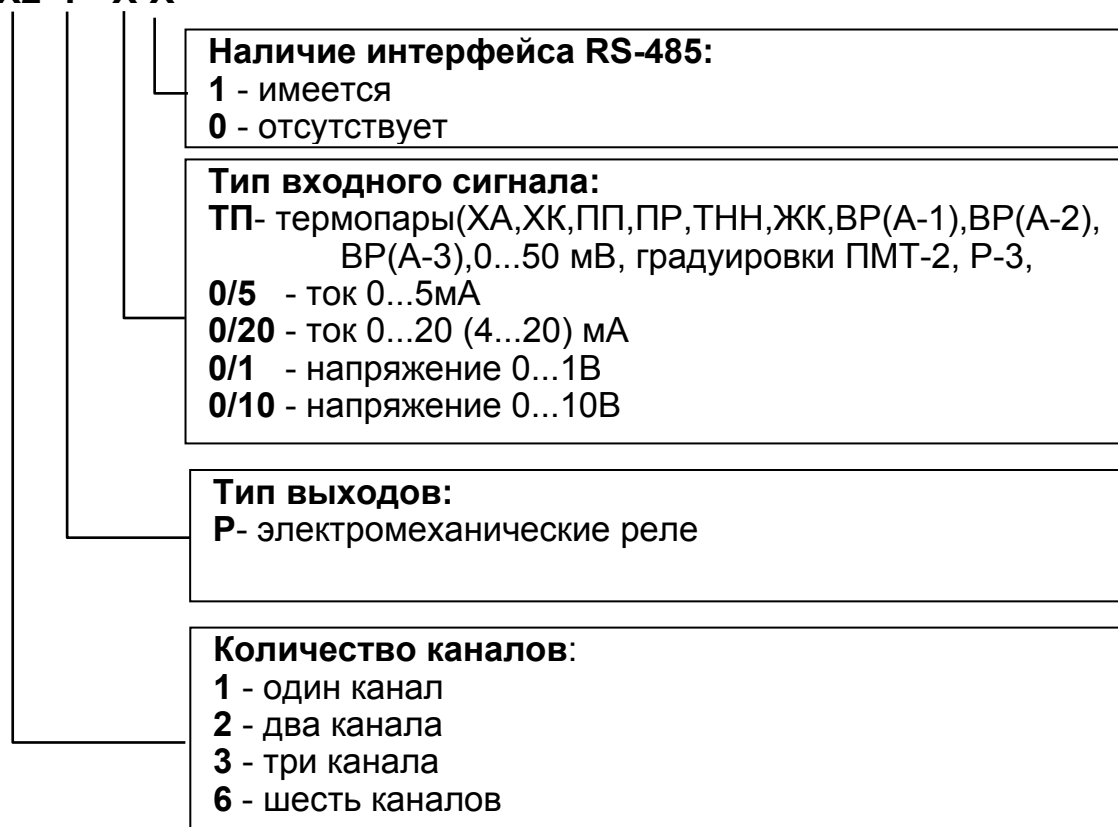 Наличие интерфейса RS-485:
1 - имеется
0 - отсутствует
Тип входного сигнала:
ТП- термопары(ХА,ХК,ПП,ПР,ТНН,ЖК,ВР(А-1),ВР(А-2),
ВР(А-3),0...50 мВ, градуировки ПМТ-2, Р-3,
0/5 - ток 0...5мА
0/20 - ток 0...20 (4...20) мА
0/1 - напряжение 0...1В
0/10 - напряжение 0...10В
Тип выходов:
Р- электромеханические реле
Количество каналов:
1 - один канал
2 - два канала
3 - три канала
6 - шесть каналов